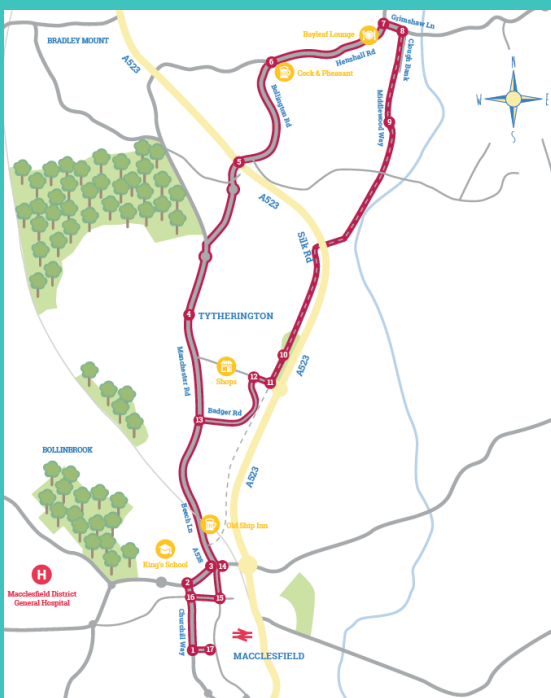 Grimshaw Ln
7
8
Bayleaf Lounge
BRADLEY MOUNT
A523
Henshall Rd
Clough Bank
6
Cock & Pheasant
N
W
E
S
Bollington Rd
Middlewood Way
9
5
A523
Silk Rd
4
TYTHERINGTON
Manchester Rd
10
A523
Shops
12
11
Badger Rd
13
BOLLINBROOK
A523
Beech Ln
Old Ship Inn
A538
King's School
3
14
H
2
Macclesfield District
General Hospital
16
15
Churchill Way
1
17
MACCLESFIELD